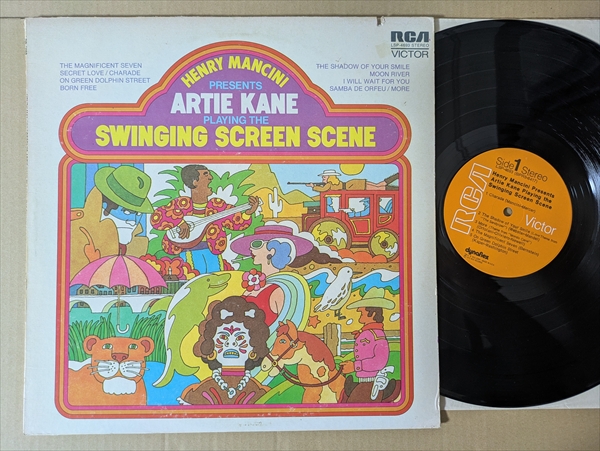 RCA
LSP-4595 STEREO
VICTOR
THE MAGNIFICENT SEVEN
SECRET LOVE / CHARADE
ON GREEN DOLPHIN STREET
BORN FREE
THE SHADOW OF YOUR SMILE
MOON RIVER
I WILL WAIT FOR YOU
SAMBA DE ORFEU / MORE
HENRY MANCINI
PRESENTS
ARTIE KANE
PLAYING THE
SWINGING SCREEN SCENE
Side 1 Stereo
Henry Mancini Presents
Artie Kane Playing the
Swinging Screen Scene
RCA
Victor
dynaflex